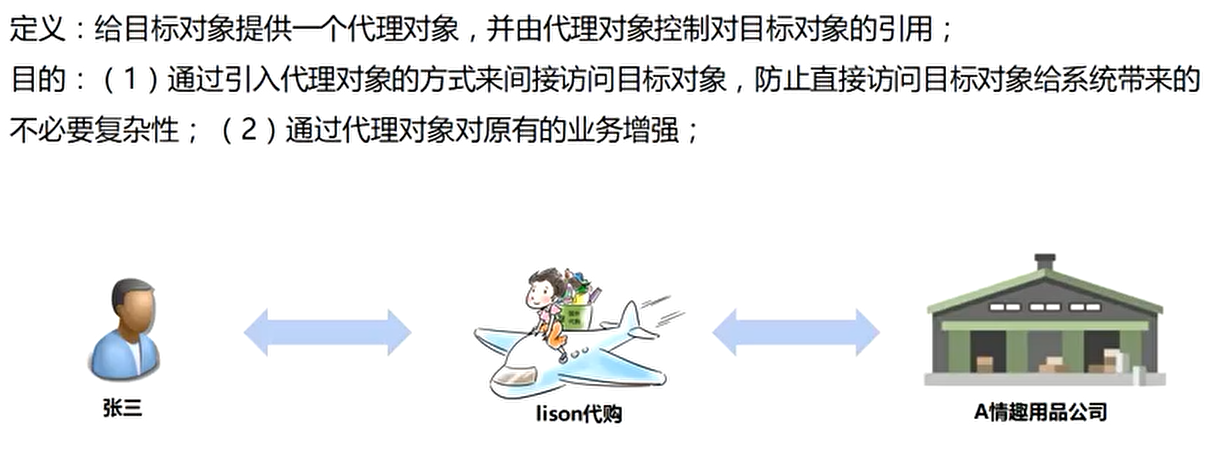 定义：给目标对象提供一个代理对象，并由代理对象控制对目标对象的引用；
目的：（1）通过引入代理对象的方式来间接访问目标对象，防止直接访问目标对象给系统带来的
不必要复杂性；（2）通过代理对象对原有的业务增强；
张三
lison代购
A情趣用品公司